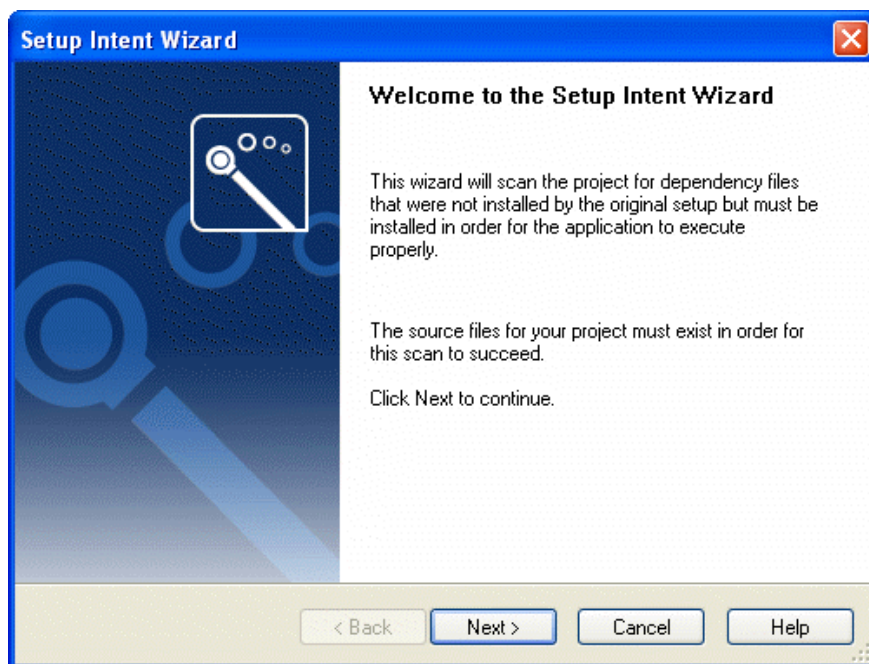 Setup Intent Wizard
Welcome to the Setup Intent Wizard
This wizard will scan the project for dependency files
that were not installed by the original setup but must be
installed in order for the application to execute
properly.
The source files for your project must exist in order for
this scan to succeed.
Click Next to continue.
< Back Next > Cancel Help